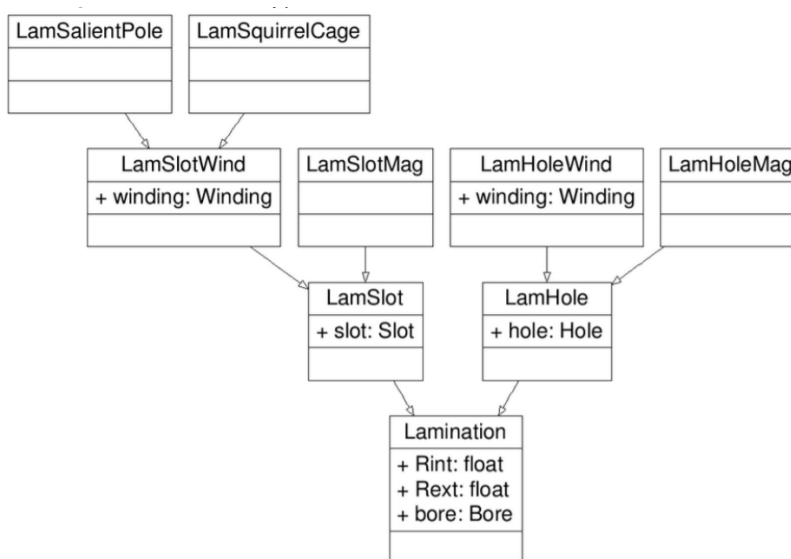 LamSalientPole
LamSquirrelCage
LamSlotWind
+ winding: Winding
LamSlotMag
LamHoleWind
+ winding: Winding
LamHoleMag
LamSlot
+ slot: Slot
LamHole
+ hole: Hole
Lamination
+ Rint: float
+ Rext: float
+ bore: Bore